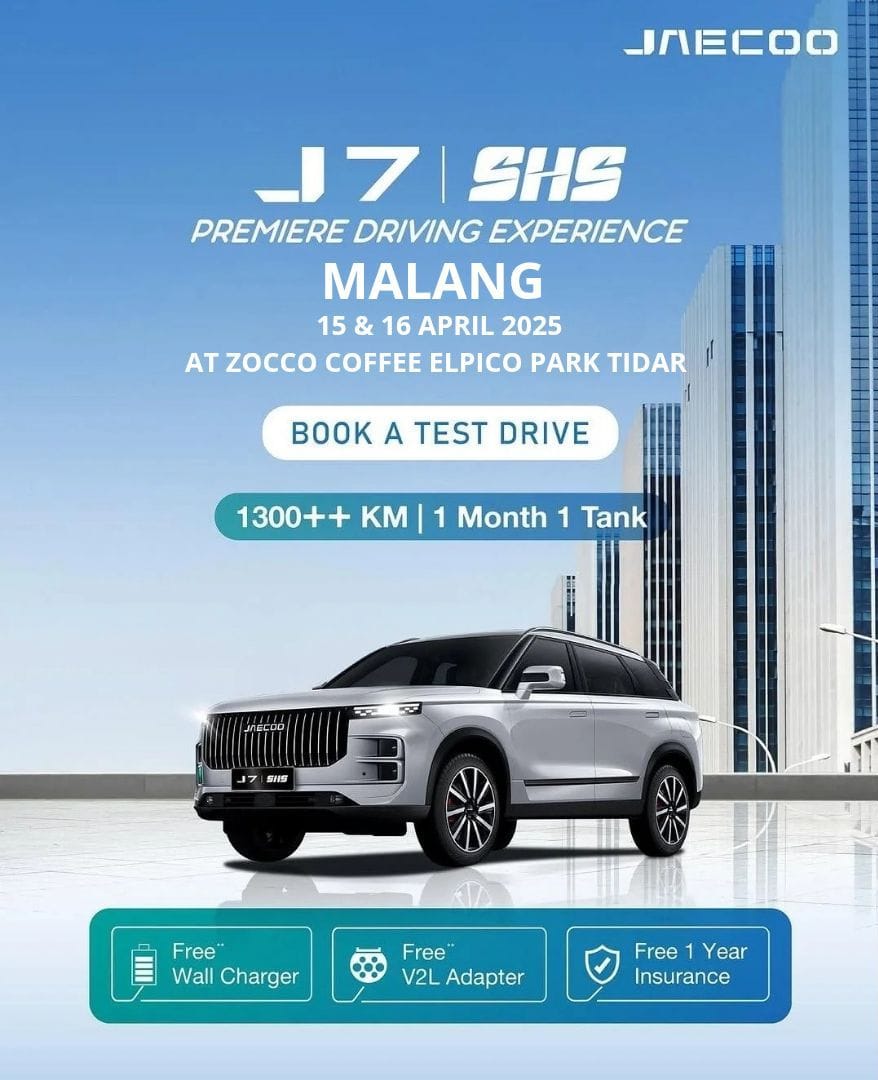 JAECOO
J7 | SHS
PREMIERE DRIVING EXPERIENCE
MALANG
15 & 16 APRIL 2025
AT ZOCCO COFFEE ELPICO PARK TIDAR
BOOK A TEST DRIVE
1300++ KM | 1 Month 1 Tank
JAECOO
J7 | SHS
Free**
Wall Charger
Free**
V2L Adapter
Free 1 Year
Insurance